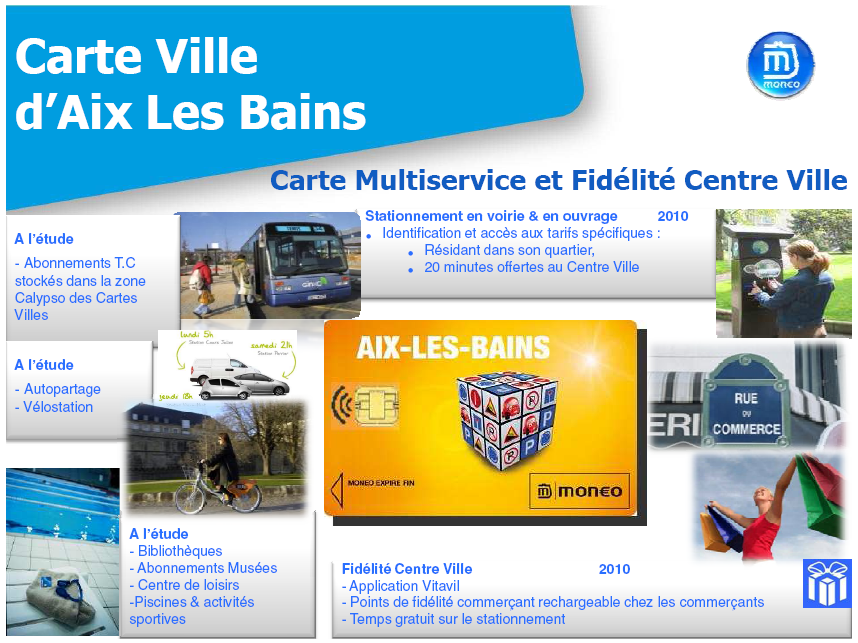 Carte Ville
d'Aix Les Bains
moneo
Carte Multiservice et Fidélité Centre Ville
A l'étude
- Abonnements T.C
stockés dans la zone
Calypso des Cartes
Villes
Stationnement en voirie & en ouvrage 2010
• Identification et accès aux tarifs spécifiques :
• Résidant dans son quartier,
• 20 minutes offertes au Centre Ville
A l'étude
- Autopartage
- Vélostation
lundi 5h
samedi 21h
jeudi 18h
AIX-LES-BAINS
MONEO EXPIRE FIN
moneo
RUE
DU
COMMERCE
ERI
A l'étude
- Bibliothèques
- Abonnements Musées
- Centre de loisirs
-Piscines & activités
sportives
Fidélité Centre Ville 2010
- Application Vitavil
- Points de fidélité commerçant rechargeable chez les commerçants
- Temps gratuit sur le stationnement